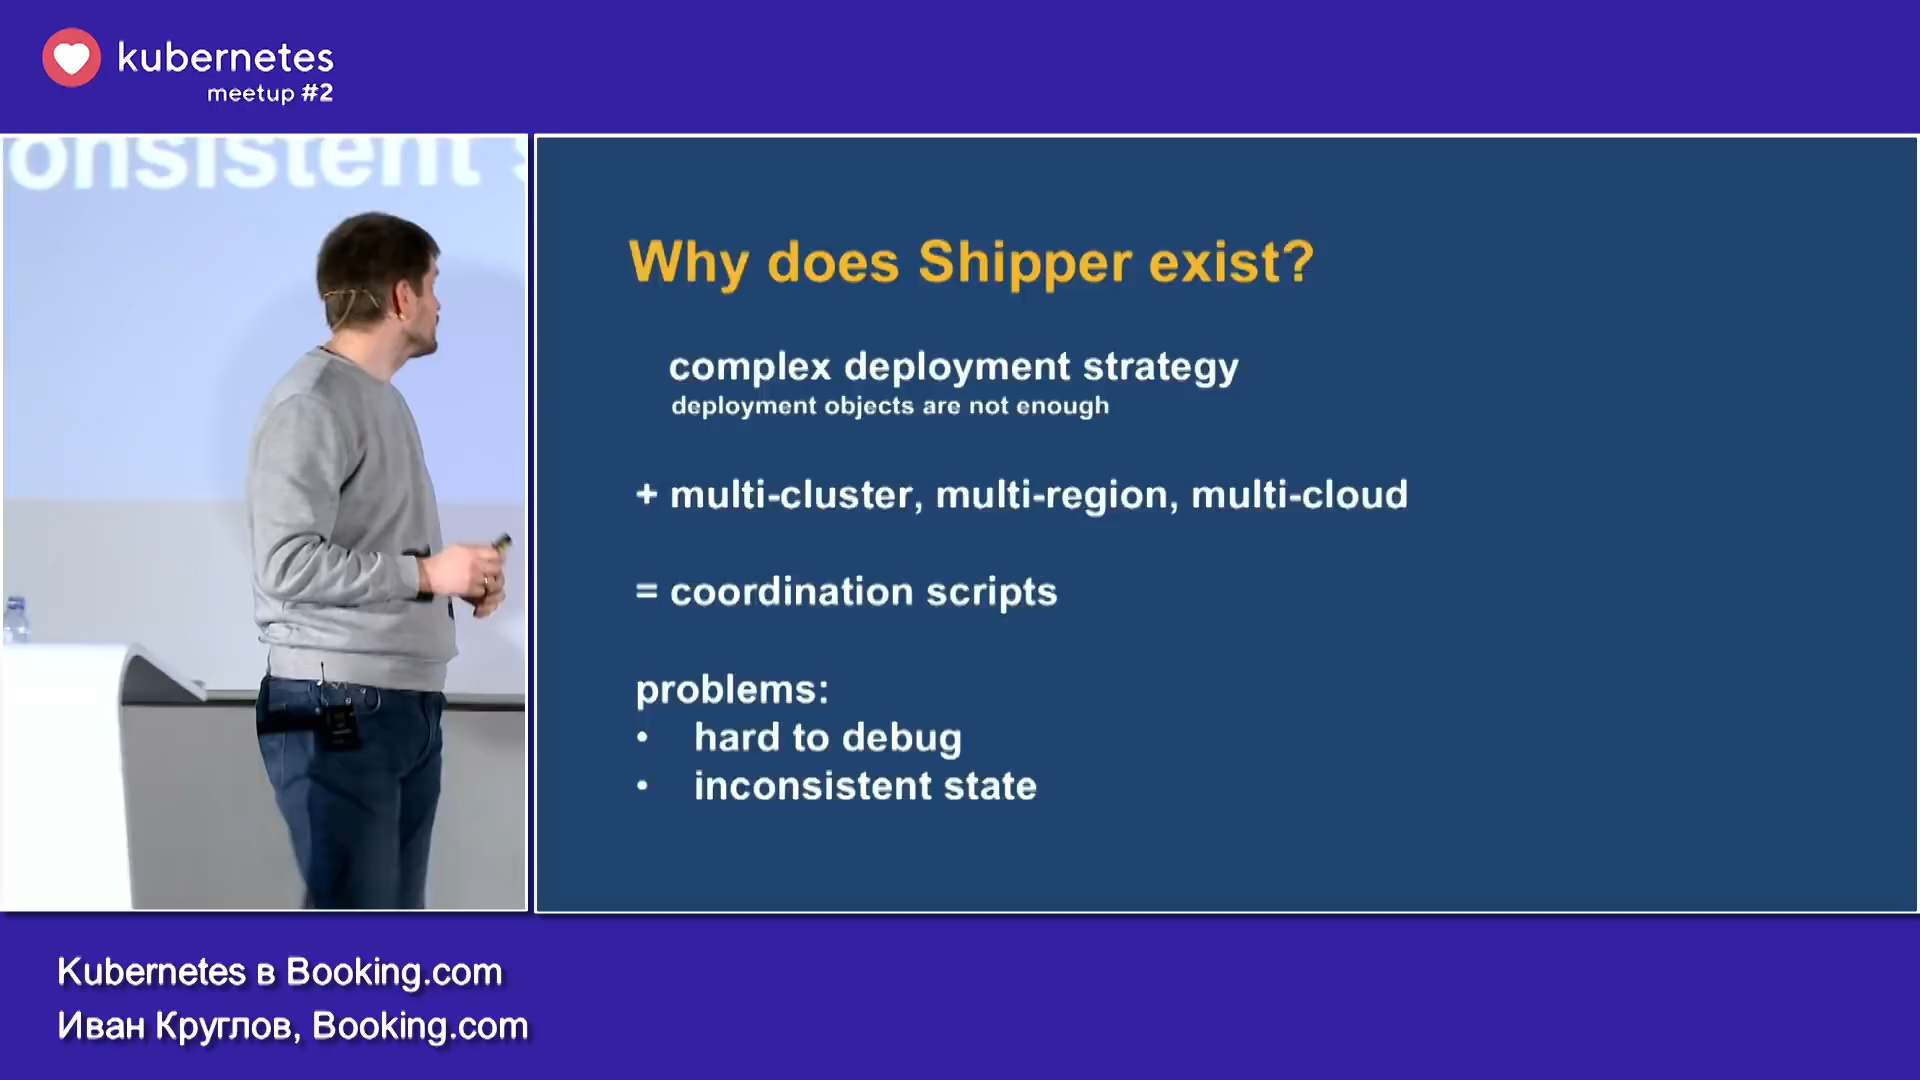 kubernetes
meetup #2
onsistent
Why does Shipper exist?
complex deployment strategy
deployment objects are not enough
+ multi-cluster, multi-region, multi-cloud
= coordination scripts
problems:
• hard to debug
• inconsistent state
Kubernetes в Booking.com
Иван Круглов, Booking.com